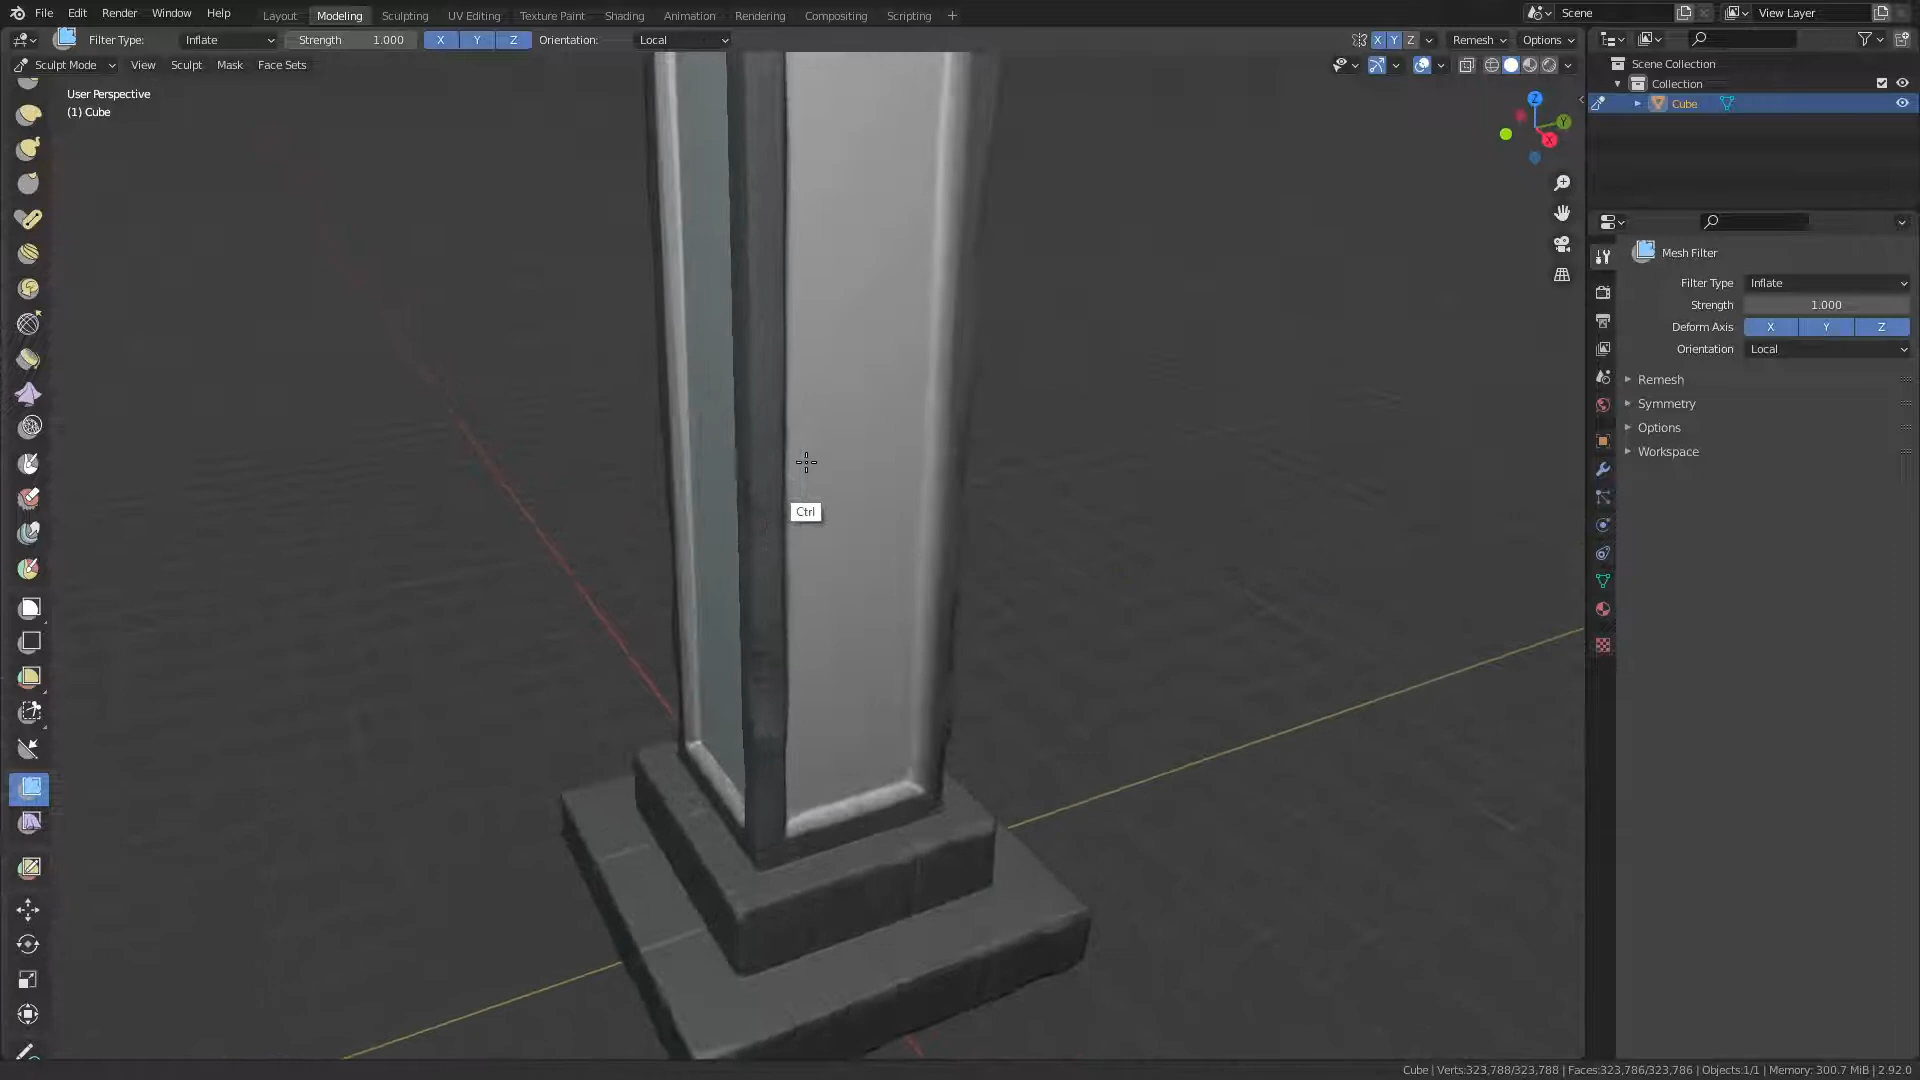 File Edit Render Window Help
Layout Modeling Sculpting UV Editing Texture Paint Shading Animation Rendering Compositing Scripting +
Scene
View Layer
Filter Type: Inflate
Strength 1.000
X Y Z
Orientation: Local
X Y Z
Remesh
Options
Sculpt Mode View Sculpt Mask Face Sets
User Perspective
(1) Cube
Z
Y
X
Ctrl
Scene Collection
Collection
Cube
Mesh Filter
Filter Type Inflate
Strength 1.000
Deform Axis X Y Z
Orientation Local
Remesh
Symmetry
Options
Workspace
Cube | Verts:323,788/323,788 | Faces:323,786/323,786 | Objects:1/1 | Memory: 300.7 MiB | 2.92.0